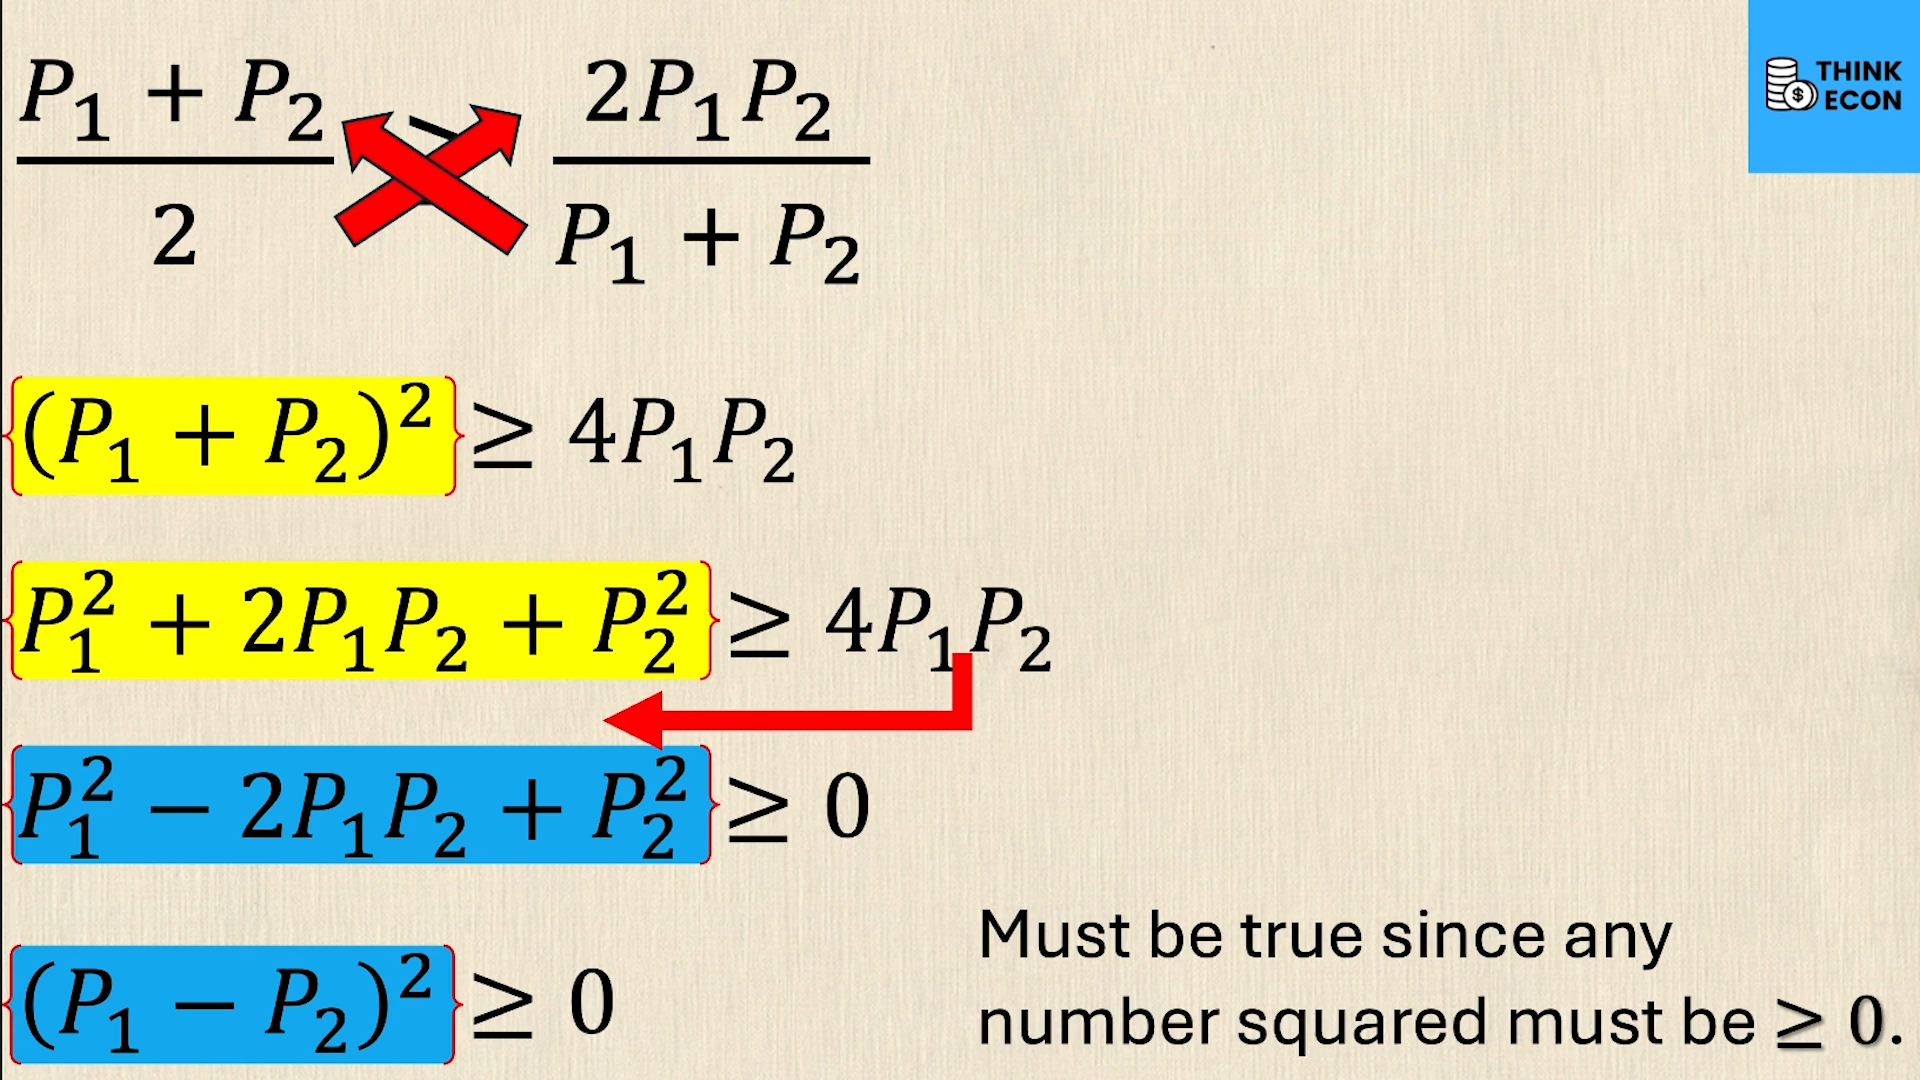 THINK
ECON
P₁ + P₂ / 2 ≥ 2P₁P₂ / P₁ + P₂
(P₁ + P₂)² ≥ 4P₁P₂
P₁² + 2P₁P₂ + P₂² ≥ 4P₁P₂
P₁² − 2P₁P₂ + P₂² ≥ 0
(P₁ − P₂)² ≥ 0
Must be true since any
number squared must be ≥ 0.